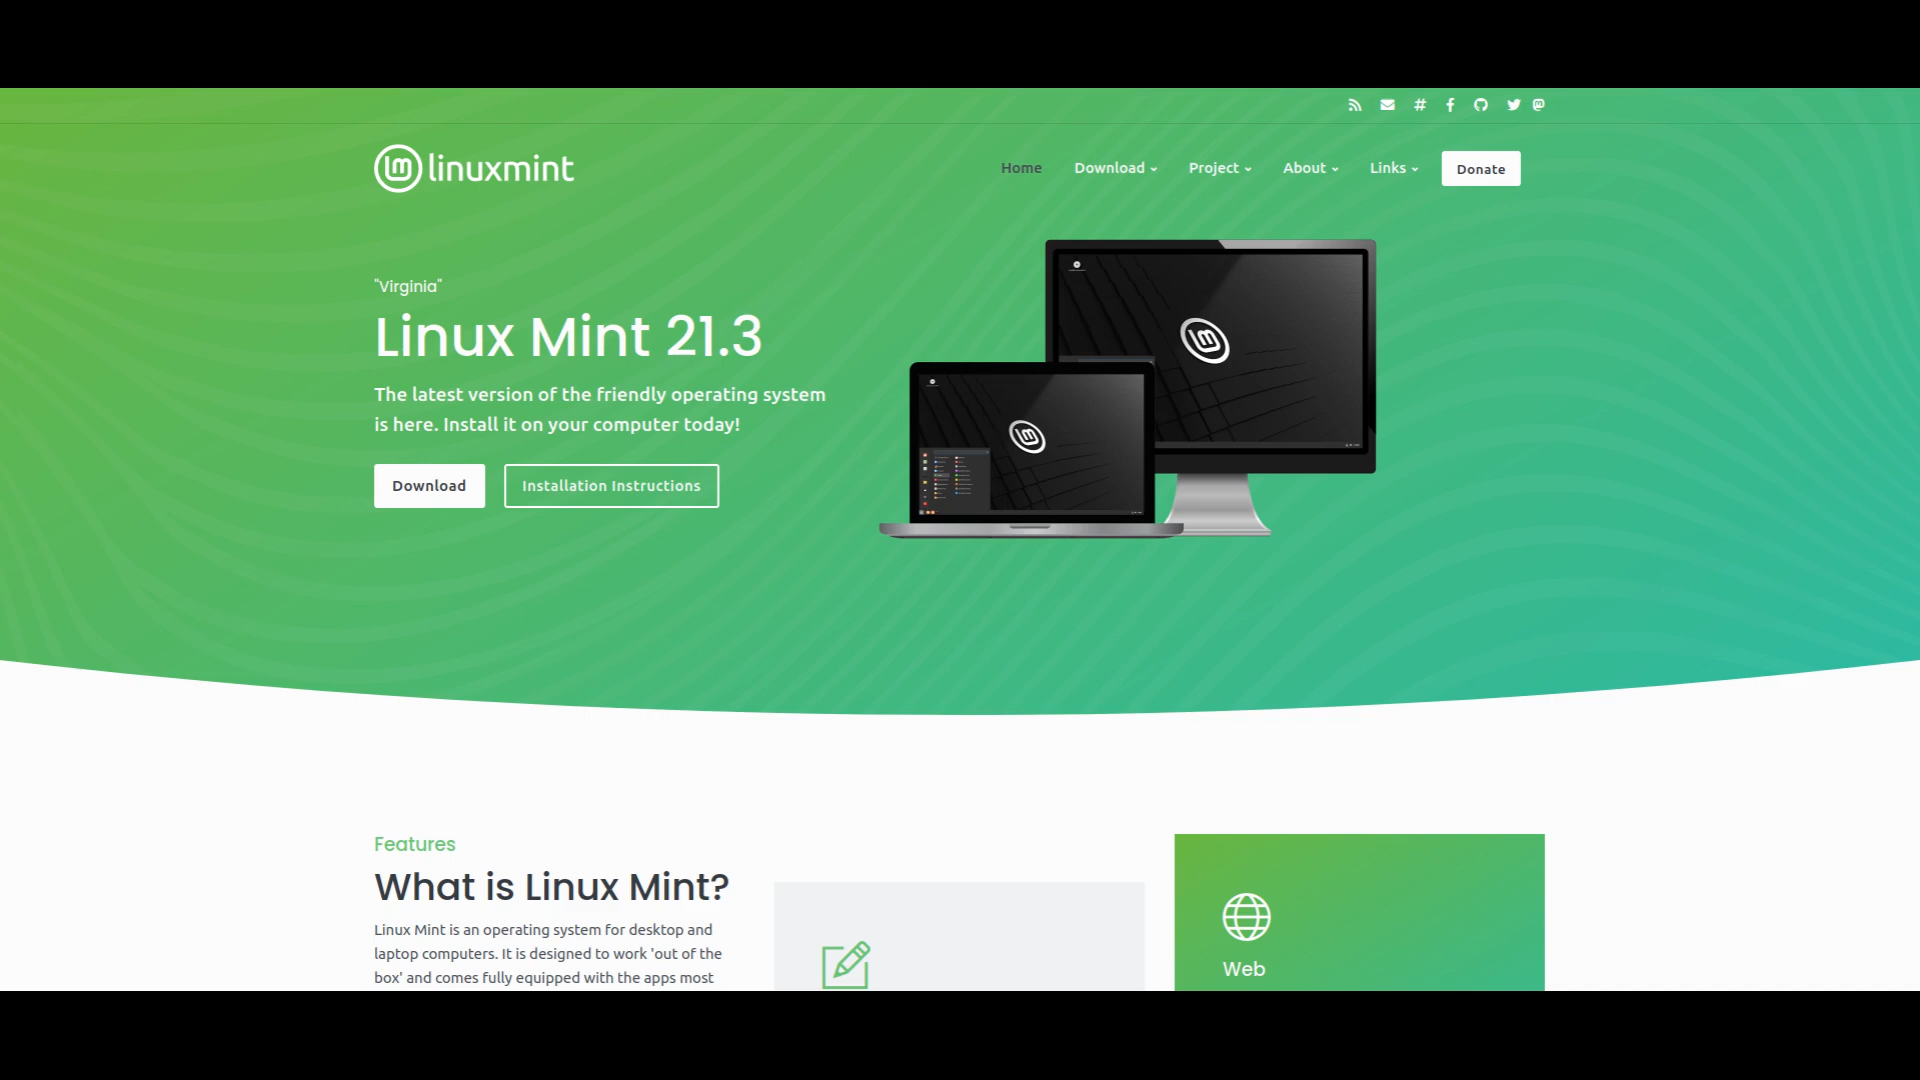 linuxmint
Home Download Project About Links Donate
"Virginia"
Linux Mint 21.3
The latest version of the friendly operating system
is here. Install it on your computer today!
Download Installation Instructions
Features
What is Linux Mint?
Linux Mint is an operating system for desktop and
laptop computers. It is designed to work 'out of the
box' and comes fully equipped with the apps most
Web